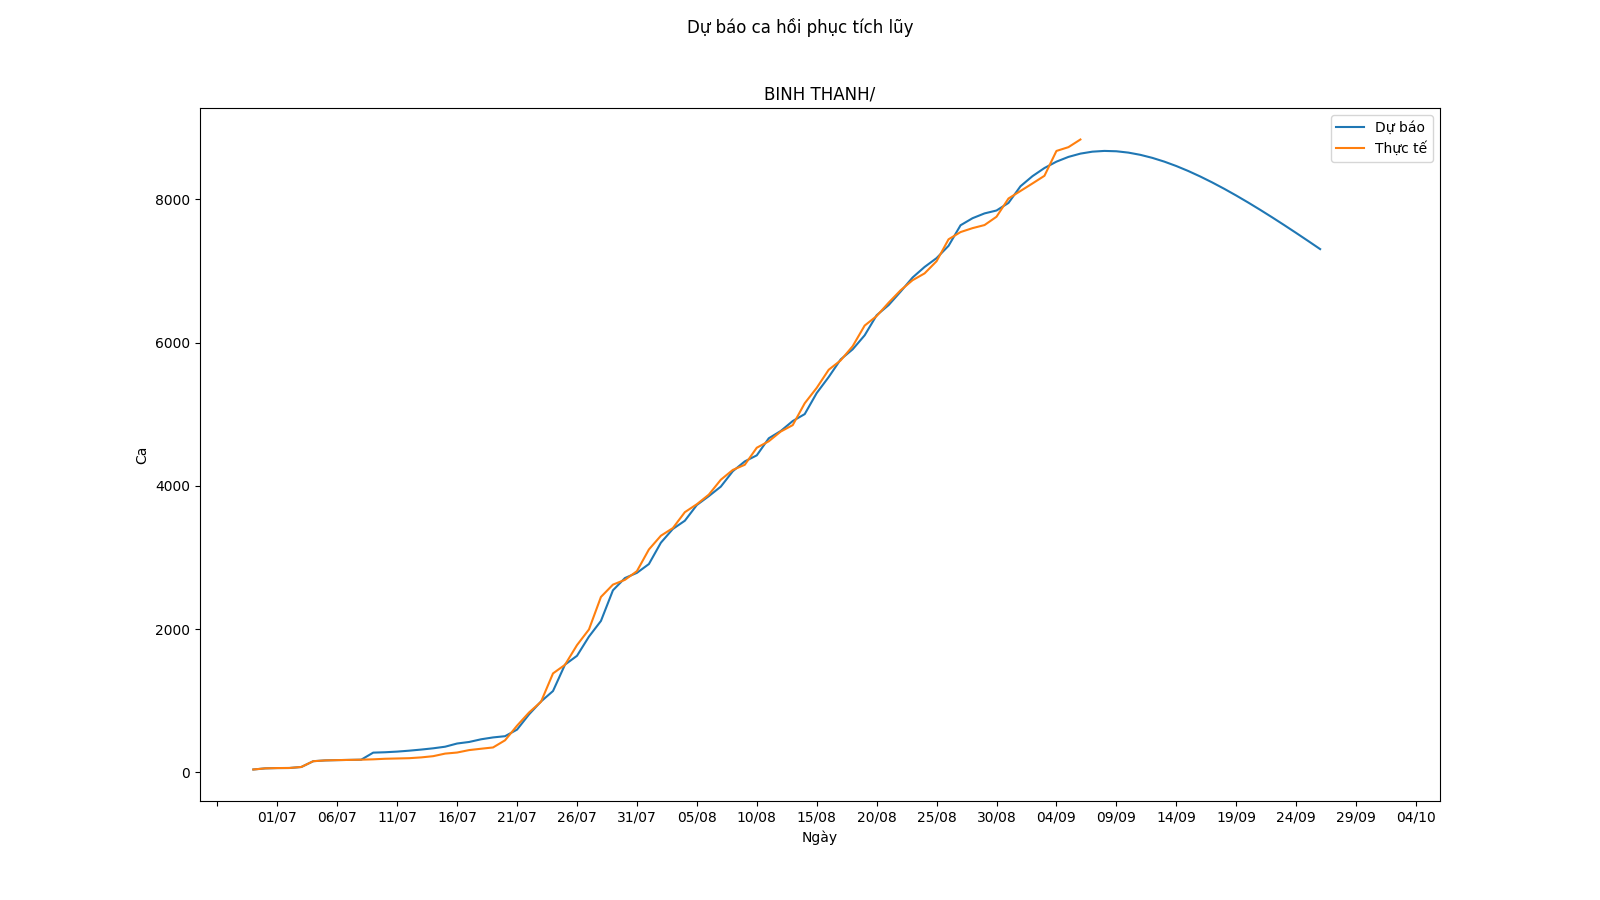 Dự báo ca hồi phục tích lũy
BINH THANH/
Dự báo
Thực tế
Ca
8000
6000
4000
2000
0
01/07 06/07 11/07 16/07 21/07 26/07 31/07 05/08 10/08 15/08 20/08 25/08 30/08 04/09 09/09 14/09 19/09 24/09 29/09 04/10
Ngày